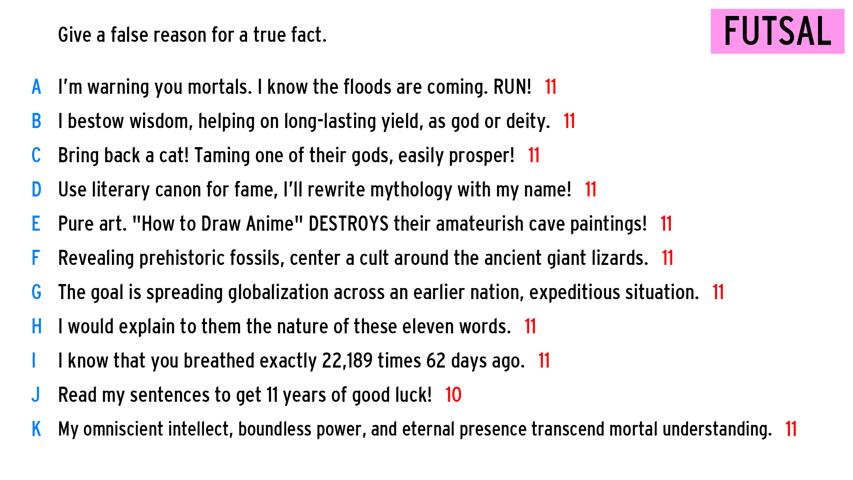 FUTSAL
Give a false reason for a true fact.
A I'm warning you mortals. I know the floods are coming. RUN! 11
B I bestow wisdom, helping on long-lasting yield, as god or deity. 11
C Bring back a cat! Taming one of their gods, easily prosper! 11
D Use literary canon for fame, I'll rewrite mythology with my name! 11
E Pure art. "How to Draw Anime" DESTROYS their amateurish cave paintings! 11
F Revealing prehistoric fossils, center a cult around the ancient giant lizards. 11
G The goal is spreading globalization across an earlier nation, expeditious situation. 11
H I would explain to them the nature of these eleven words. 11
I I know that you breathed exactly 22,189 times 62 days ago. 11
J Read my sentences to get 11 years of good luck! 10
K My omniscient intellect, boundless power, and eternal presence transcend mortal understanding. 11